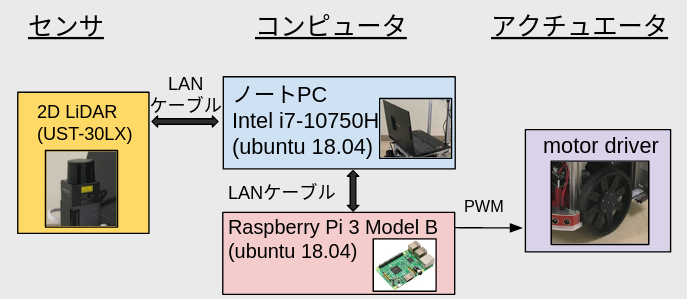 センサ
コンピュータ
アクチュエータ
LAN
ケーブル
2D LiDAR
(UST-30LX)
ノートPC
Intel i7-10750H
(ubuntu 18.04)
motor driver
LANケーブル
PWM
Raspberry Pi 3 Model B
(ubuntu 18.04)